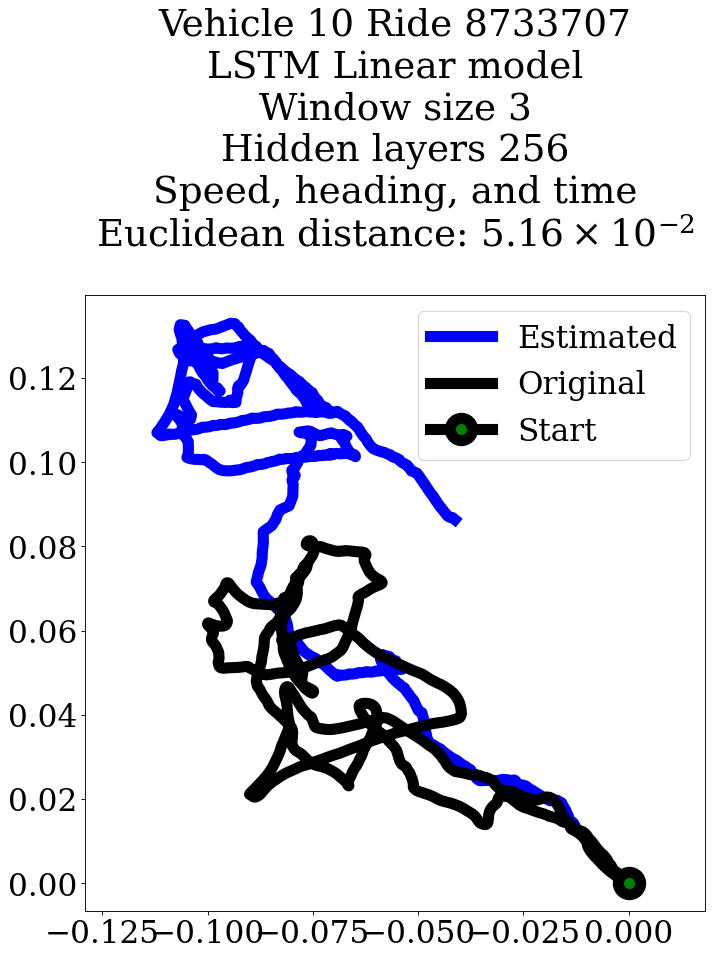 Vehicle 10 Ride 8733707
LSTM Linear model
Window size 3
Hidden layers 256
Speed, heading, and time
Euclidean distance: 5.16 × 10⁻²
Estimated
Original
Start
0.12
0.10
0.08
0.06
0.04
0.02
0.00
−0.125 −0.100 −0.075 −0.050 −0.025 0.000